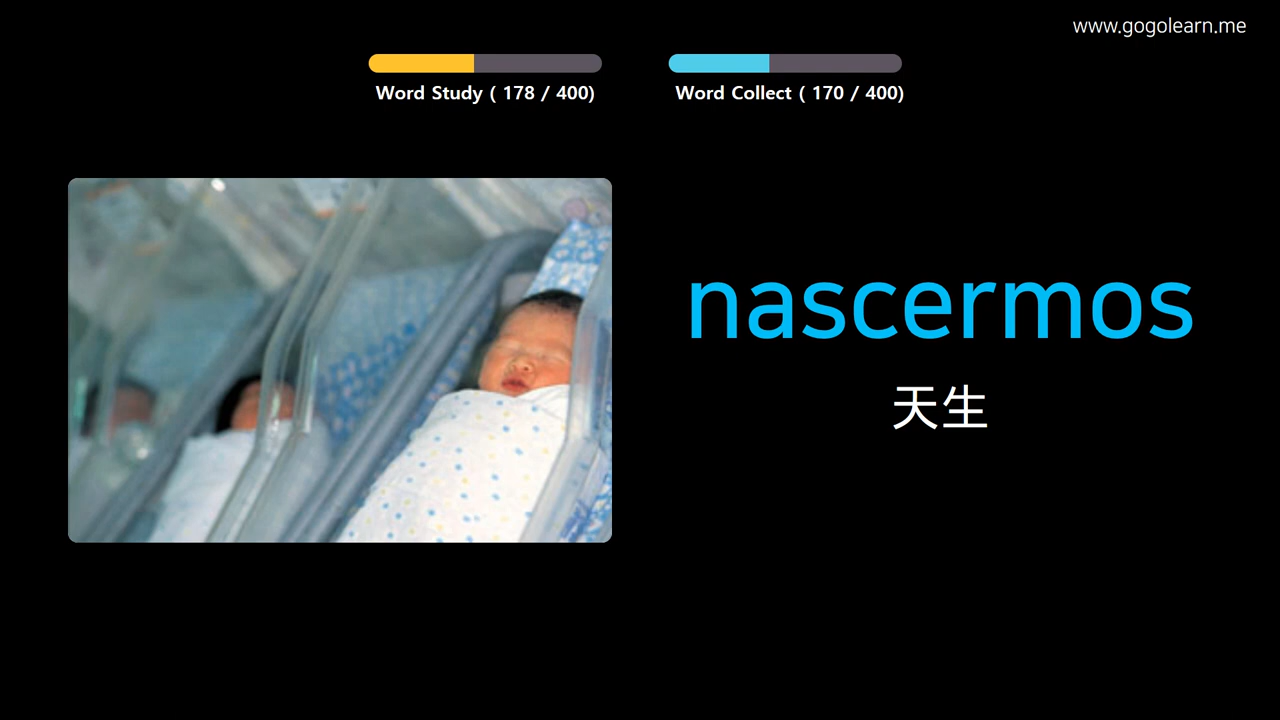 www.gogolearn.me
Word Study ( 178 / 400)
Word Collect ( 170 / 400)
nascermos
天生